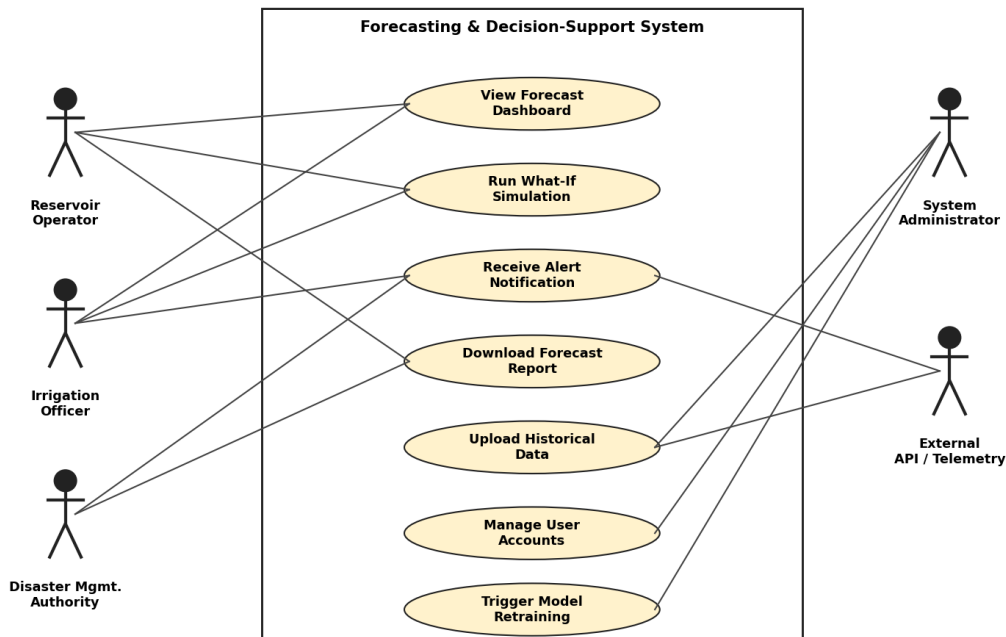 Forecasting & Decision-Support System
View Forecast
Dashboard
Run What-If
Simulation
Receive Alert
Notification
Download Forecast
Report
Upload Historical
Data
Manage User
Accounts
Trigger Model
Retraining
Reservoir
Operator
Irrigation
Officer
Disaster Mgmt.
Authority
System
Administrator
External
API / Telemetry